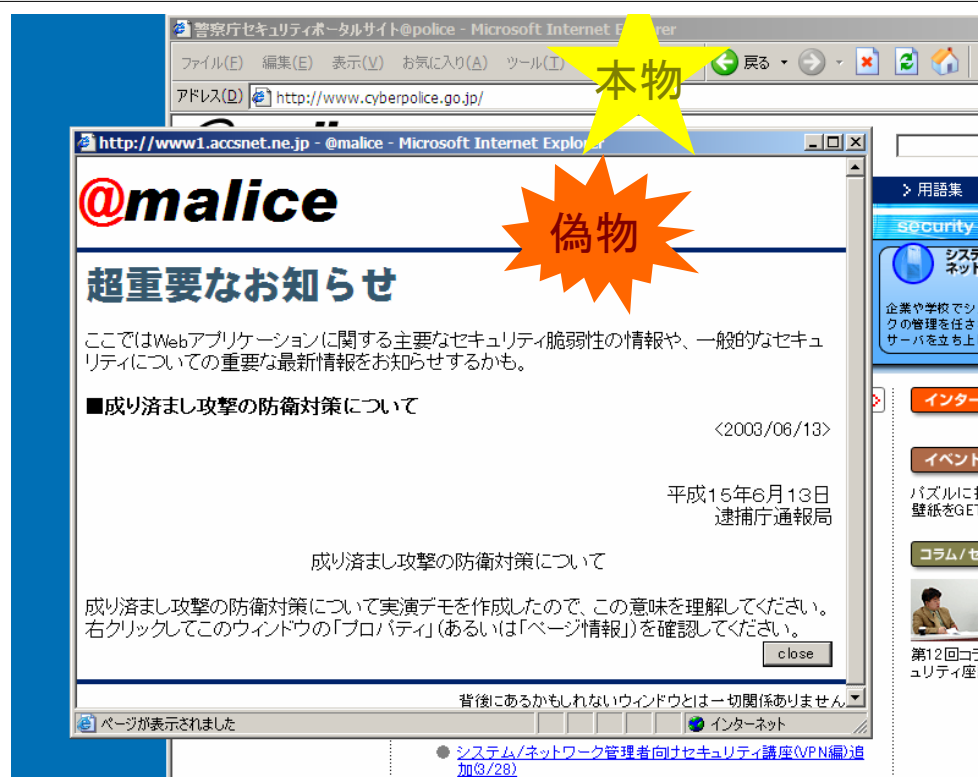 警察庁セキュリティポータルサイト@police - Microsoft Internet E
rer
ファイル(F) 編集(E) 表示(V) お気に入り(A) ツール(T)
本物
戻る
アドレス(D) http://www.cyberpolice.go.jp/
http://www1.accsnet.ne.jp - @malice - Microsoft Internet Explorer
@malice
偽物
超重要なお知らせ
ここではWebアプリケーションに関する主要なセキュリティ脆弱性の情報や、一般的なセキュ
リティについての重要な最新情報をお知らせするかも。
■成り済まし攻撃の防衛対策について
<2003/06/13>
平成15年6月13日
逮捕庁通報局
成り済まし攻撃の防衛対策について
成り済まし攻撃の防衛対策について実演デモを作成したので、この意味を理解してください。
右クリックしてこのウィンドウの「プロパティ」(あるいは「ページ情報」)を確認してください。
close
背後にあるかもしれないウィンドウとは一切関係ありません
ページが表示されました
インターネット
用語集
security
システ
ネット
企業や学校でシ
クの管理を任さ
サーバを立ち上
インター
イベント
パズルに
壁紙をGET
コラム/セ
第12回コラ
ュリティ座
システム/ネットワーク管理者向けセキュリティ講座(VPN編)追
加(3/28)